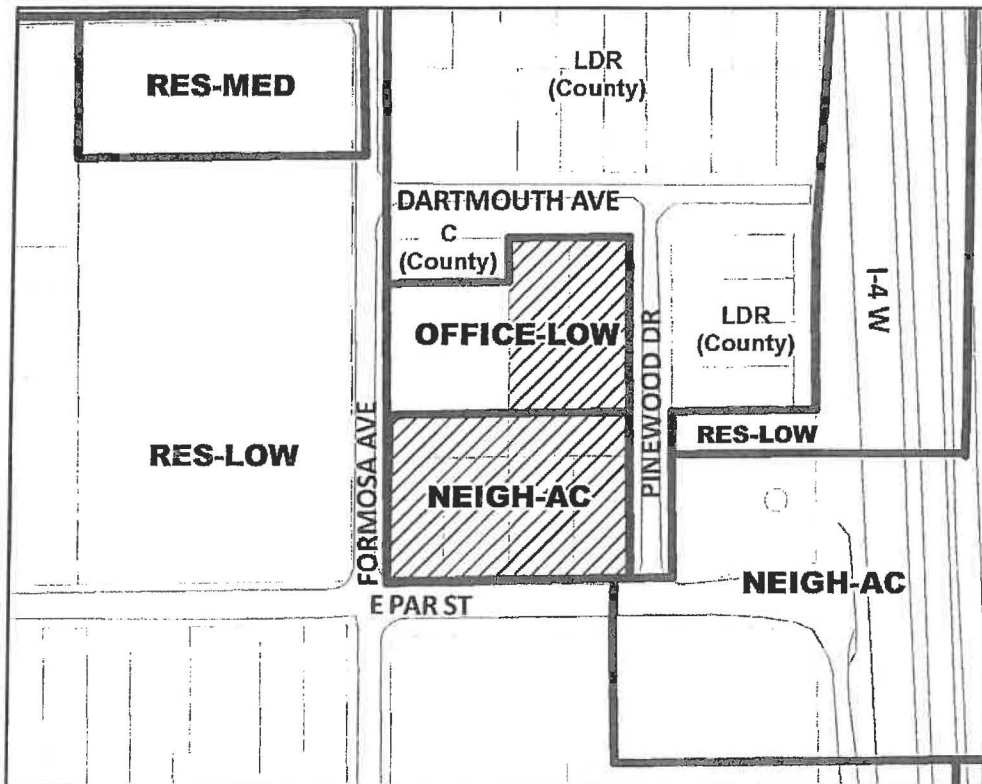 RES-MED
LDR
(County)
DARTMOUTH AVE
C
(County)
OFFICE-LOW
PINEWOOD DR
LDR
(County)
I-4 W
RES-LOW
FORMOSA AVE
RES-LOW
NEIGH-AC
NEIGH-AC
E PAR ST